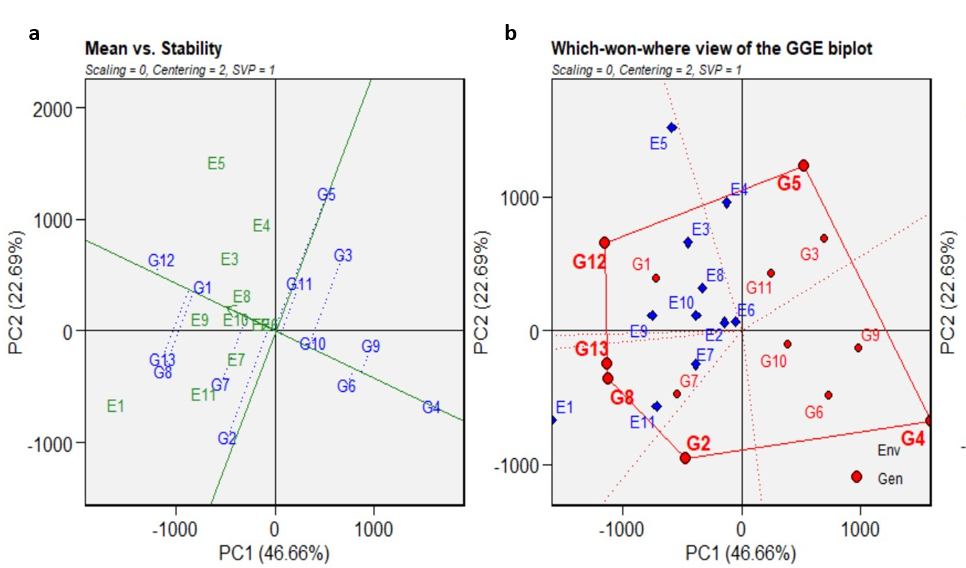 a
Mean vs. Stability
Scaling = 0, Centering = 2, SVP = 1
PC2 (22.69%)
2000
1000
0
-1000
E5
G5
E4
G12
E3
G3
G1
E8
G11
E9
E10
G10
G9
G13
E7
G8
G7
G6
E11
E1
G4
G2
-1000
0
1000
PC1 (46.66%)
b
Which-won-where view of the GGE biplot
Scaling = 0, Centering = 2, SVP = 1
PC2 (22.69%)
1000
0
-1000
E5
G5
E4
E3
G12
G1
G3
E8
G11
E10
E6
E9
E2
G9
G13
E7
G10
G7
G8
E1
E11
G6
G2
G4
Env
Gen
-1000
0
1000
PC1 (46.66%)
PC2 (22.69%)